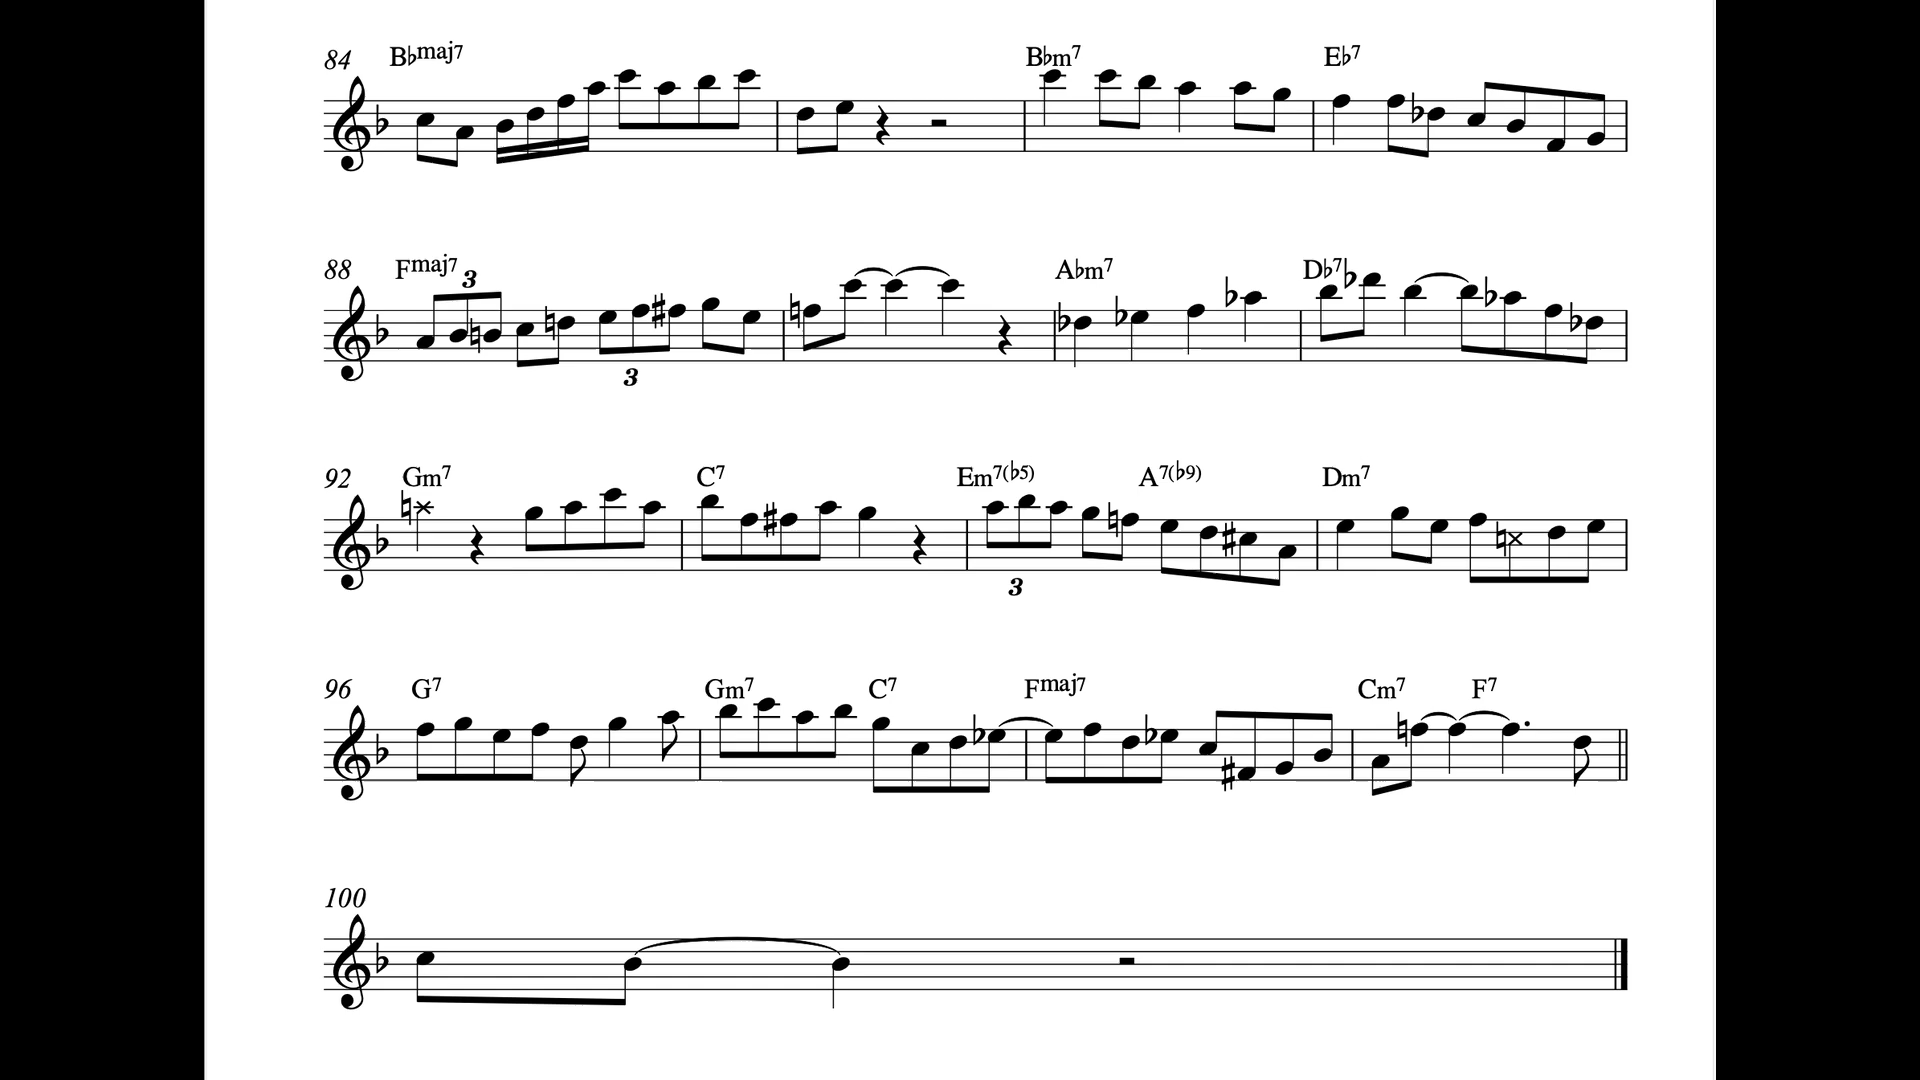 84 B♭maj7 B♭m7 E♭7
88 Fmaj7 3 3 A♭m7 D♭7
92 Gm7 C7 Em7(♭5) A7(♭9) Dm7
3
96 G7 Gm7 C7 Fmaj7 Cm7 F7
100